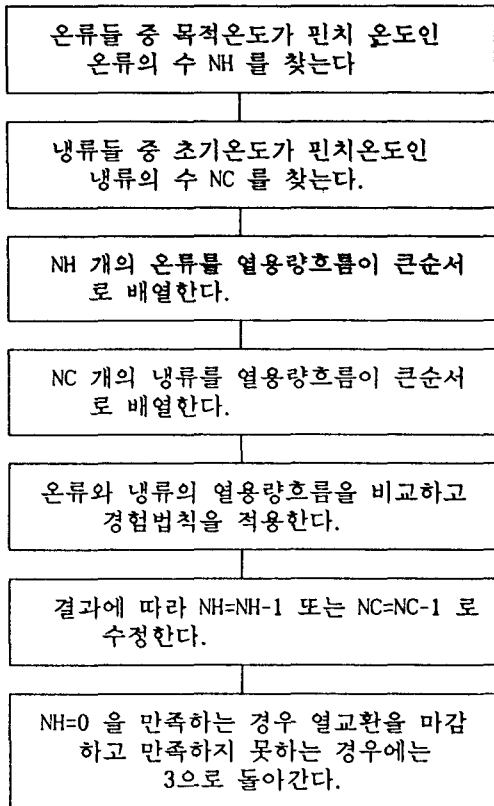 온류들 중 목적온도가 핀치 온도인
온류의 수 NH 를 찾는다
냉류들 중 초기온도가 핀치온도인
냉류의 수 NC 를 찾는다.
NH 개의 온류를 열용량흐름이 큰순서
로 배열한다.
NC 개의 냉류를 열용량흐름이 큰순서
로 배열한다.
온류와 냉류의 열용량흐름을 비교하고
경험법칙을 적용한다.
결과에 따라 NH=NH-1 또는 NC=NC-1 로
수정한다.
NH=0 을 만족하는 경우 열교환을 마감
하고 만족하지 못하는 경우에는
3으로 돌아간다.